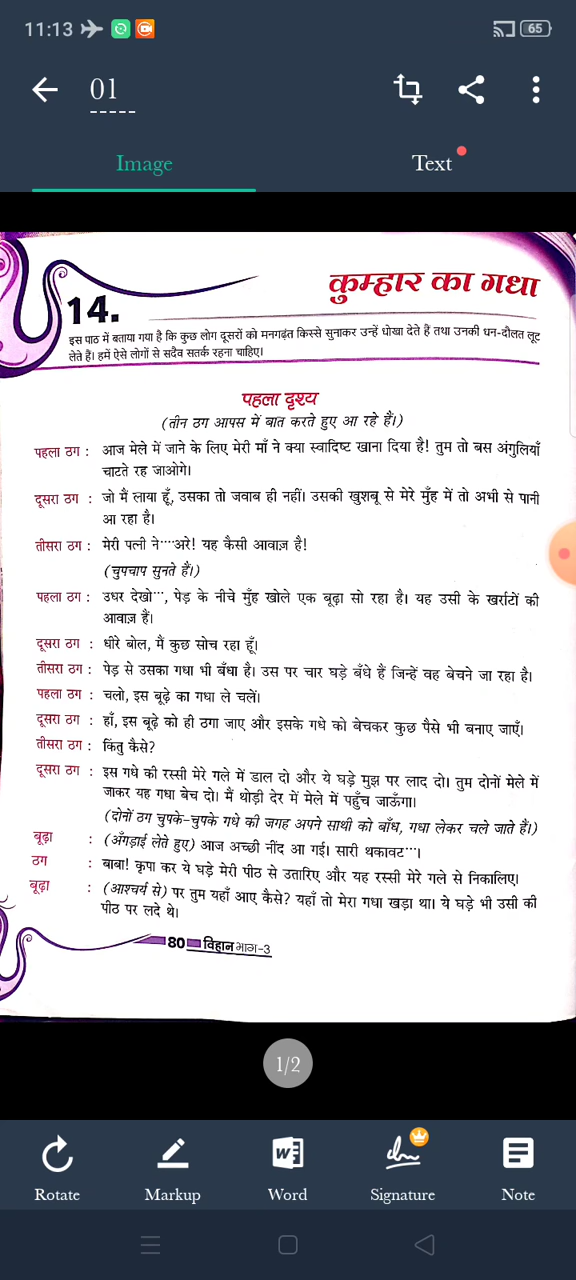 11:13
65
01
Image
Text
14.
कुम्हार का गधा
इस पाठ में बताया गया है कि कुछ लोग दूसरों को मनगढ़ंत किस्से सुनाकर उन्हें धोखा देते हैं तथा उनकी धन-दौलत लूट
लेते हैं। हमें ऐसे लोगों से सदैव सतर्क रहना चाहिए।
पहला दृश्य
(तीन ठग आपस में बात करते हुए आ रहे हैं।)
पहला ठग : आज मेले में जाने के लिए मेरी माँ ने क्या स्वादिष्ट खाना दिया है! तुम तो बस अंगुलियाँ
चाटते रह जाओगे।
दूसरा ठग : जो मैं लाया हूँ, उसका तो जवाब ही नहीं। उसकी खुशबू से मेरे मुँह में तो अभी से पानी
आ रहा है।
तीसरा ठग : मेरी पत्नी ने....अरे! यह कैसी आवाज़ है!
(चुपचाप सुनते हैं।)
पहला ठग : उधर देखो..., पेड़ के नीचे मुँह खोले एक बूढ़ा सो रहा है। यह उसी के खर्राटों की
आवाज़ हैं।
दूसरा ठग : धीरे बोल, मैं कुछ सोच रहा हूँ।
तीसरा ठग : पेड़ से उसका गधा भी बँधा है। उस पर चार घड़े बँधे हैं जिन्हें वह बेचने जा रहा है।
पहला ठग : चलो, इस बूढ़े का गधा ले चलें।
दूसरा ठग : हाँ, इस बूढ़े को ही ठगा जाए और इसके गधे को बेचकर कुछ पैसे भी बनाए जाएँ।
तीसरा ठग : किंतु कैसे?
दूसरा ठग : इस गधे की रस्सी मेरे गले में डाल दो और ये घड़े मुझ पर लाद दो। तुम दोनों मेले में
जाकर यह गधा बेच दो। मैं थोड़ी देर में मेले में पहुँच जाऊँगा।
(दोनों ठग चुपके-चुपके गधे की जगह अपने साथी को बाँध, गधा लेकर चले जाते हैं।)
बूढ़ा : (अँगड़ाई लेते हुए) आज अच्छी नींद आ गई। सारी थकावट...।
ठग : बाबा! कृपा कर ये घड़े मेरी पीठ से उतारिए और यह रस्सी मेरे गले से निकालिए।
बूढ़ा : (आश्चर्य से) पर तुम यहाँ आए कैसे? यहाँ तो मेरा गधा खड़ा था। ये घड़े भी उसी की
पीठ पर लदे थे।
80 विहान भाग-3
1/2
Rotate
Markup
Word
Signature
Note